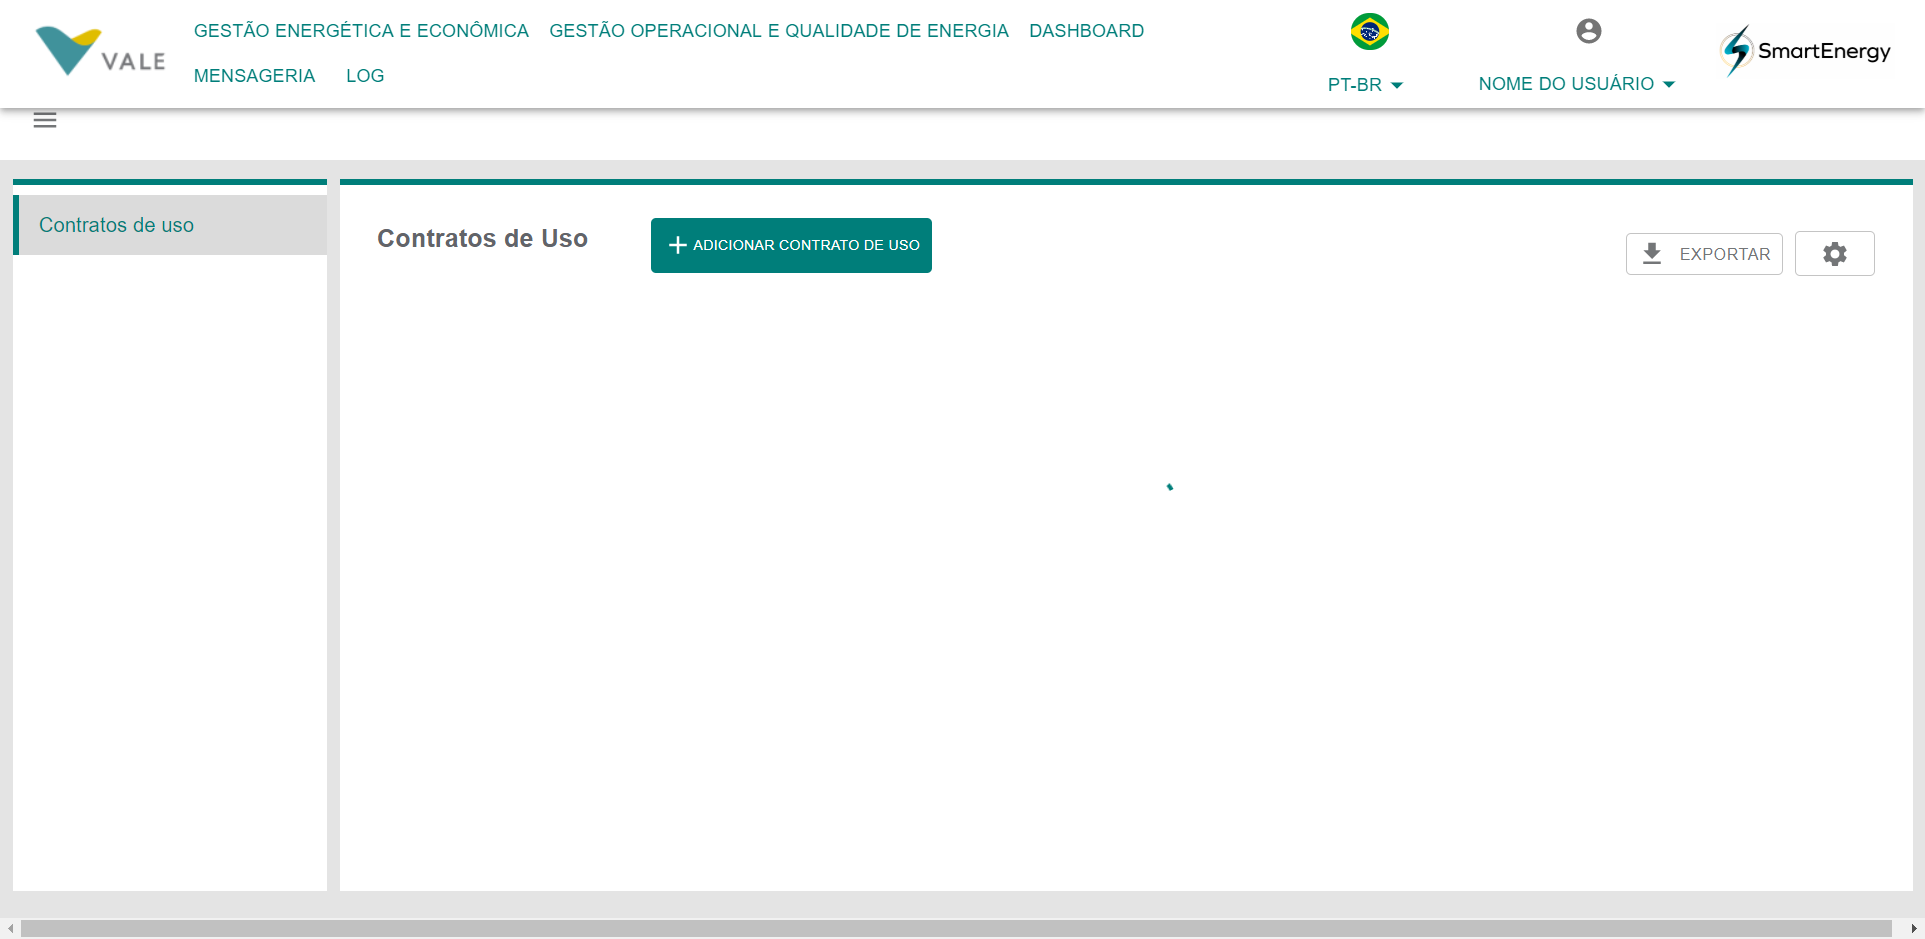 VALE
GESTÃO ENERGÉTICA E ECONÔMICA
GESTÃO OPERACIONAL E QUALIDADE DE ENERGIA
DASHBOARD
MENSAGERIA
LOG
PT-BR
NOME DO USUÁRIO
SmartEnergy
Contratos de uso
Contratos de Uso
ADICIONAR CONTRATO DE USO
EXPORTAR